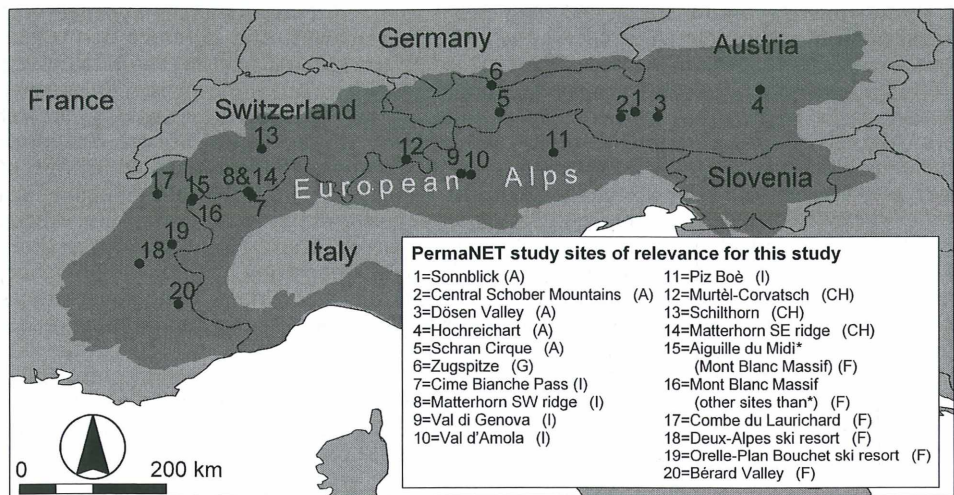 Germany
Austria
France
Switzerland
Slovenia
European Alps
Italy
6
5
2 1 3
4
13
12
11
9
10
17
15
8&14
16
7
19
18
20
PermaNET study sites of relevance for this study
1=Sonnblick (A)
2=Central Schober Mountains (A)
3=Dösen Valley (A)
4=Hochreichart (A)
5=Schran Cirque (A)
6=Zugspitze (G)
7=Cime Bianche Pass (I)
8=Matterhorn SW ridge (I)
9=Val di Genova (I)
10=Val d'Amola (I)
11=Piz Boè (I)
12=Murtèl-Corvatsch (CH)
13=Schilthorn (CH)
14=Matterhorn SE ridge (CH)
15=Aiguille du Midi*
(Mont Blanc Massif) (F)
16=Mont Blanc Massif
(other sites than*) (F)
17=Combe du Laurichard (F)
18=Deux-Alpes ski resort (F)
19=Orelle-Plan Bouchet ski resort (F)
20=Bérard Valley (F)
0 200 km